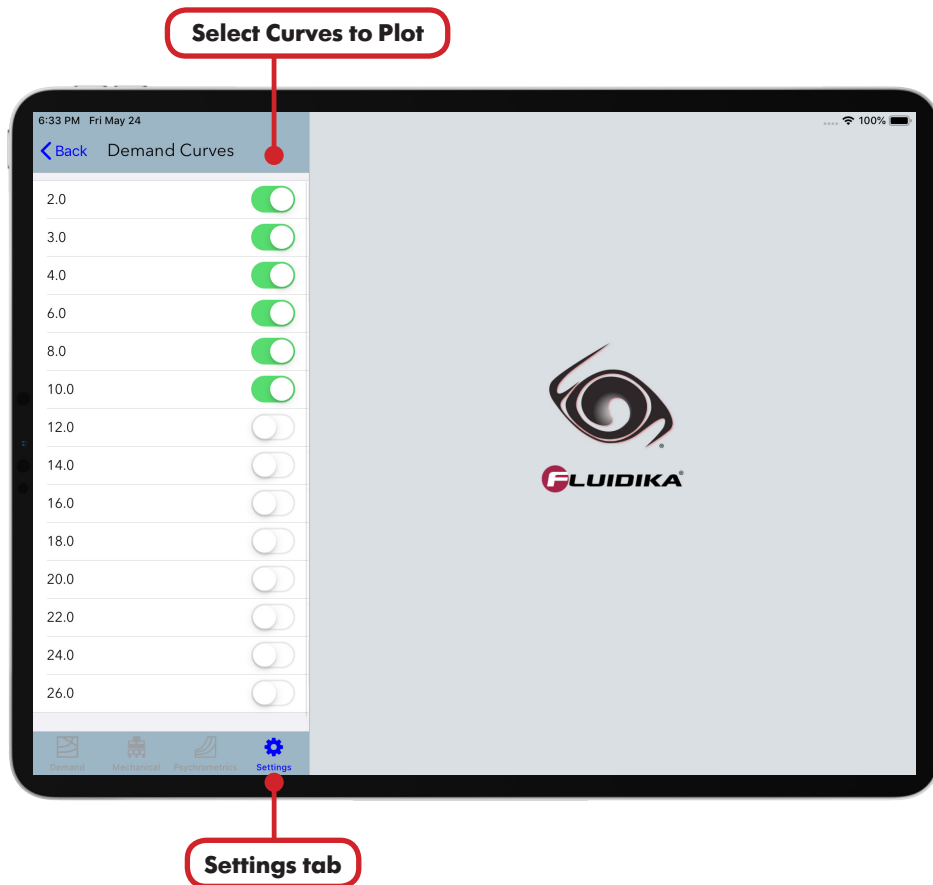 Select Curves to Plot
6:33 PM Fri May 24
100%
Back Demand Curves
2.0
3.0
4.0
6.0
8.0
10.0
12.0
14.0
16.0
18.0
20.0
22.0
24.0
26.0
FLUIDIKA®
Demand Mechanical Psychrometrics Settings
Settings tab